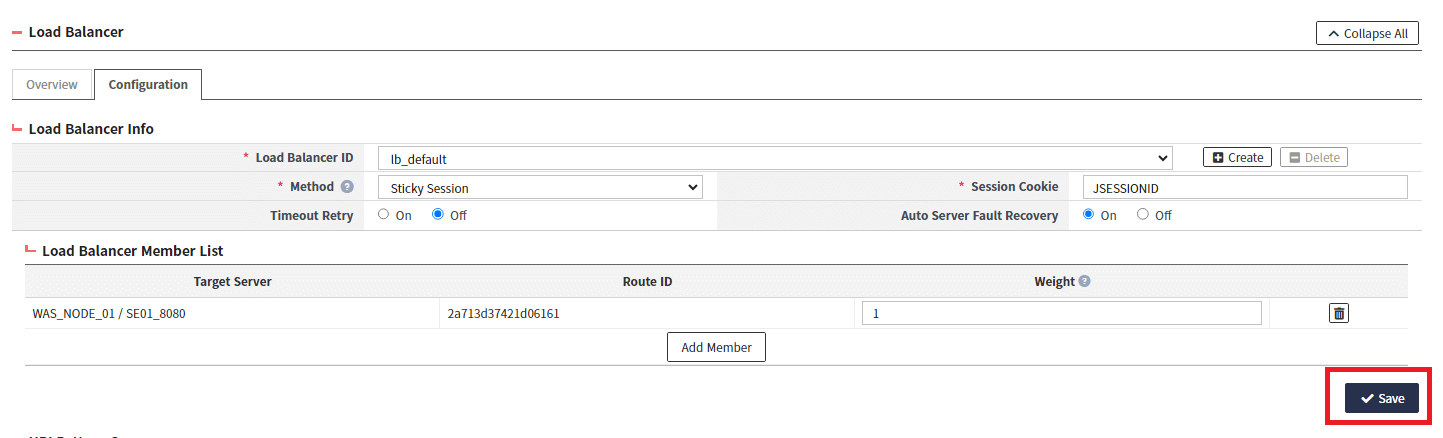 Load Balancer
Collapse All
Overview Configuration
Load Balancer Info
* Load Balancer ID lb_default Create Delete
* Method ? Sticky Session * Session Cookie JSESSIONID
Timeout Retry On Off Auto Server Fault Recovery On Off
Load Balancer Member List
Target Server Route ID Weight ?
WAS_NODE_01 / SE01_8080 2a713d37421d06161 1
Add Member
Save